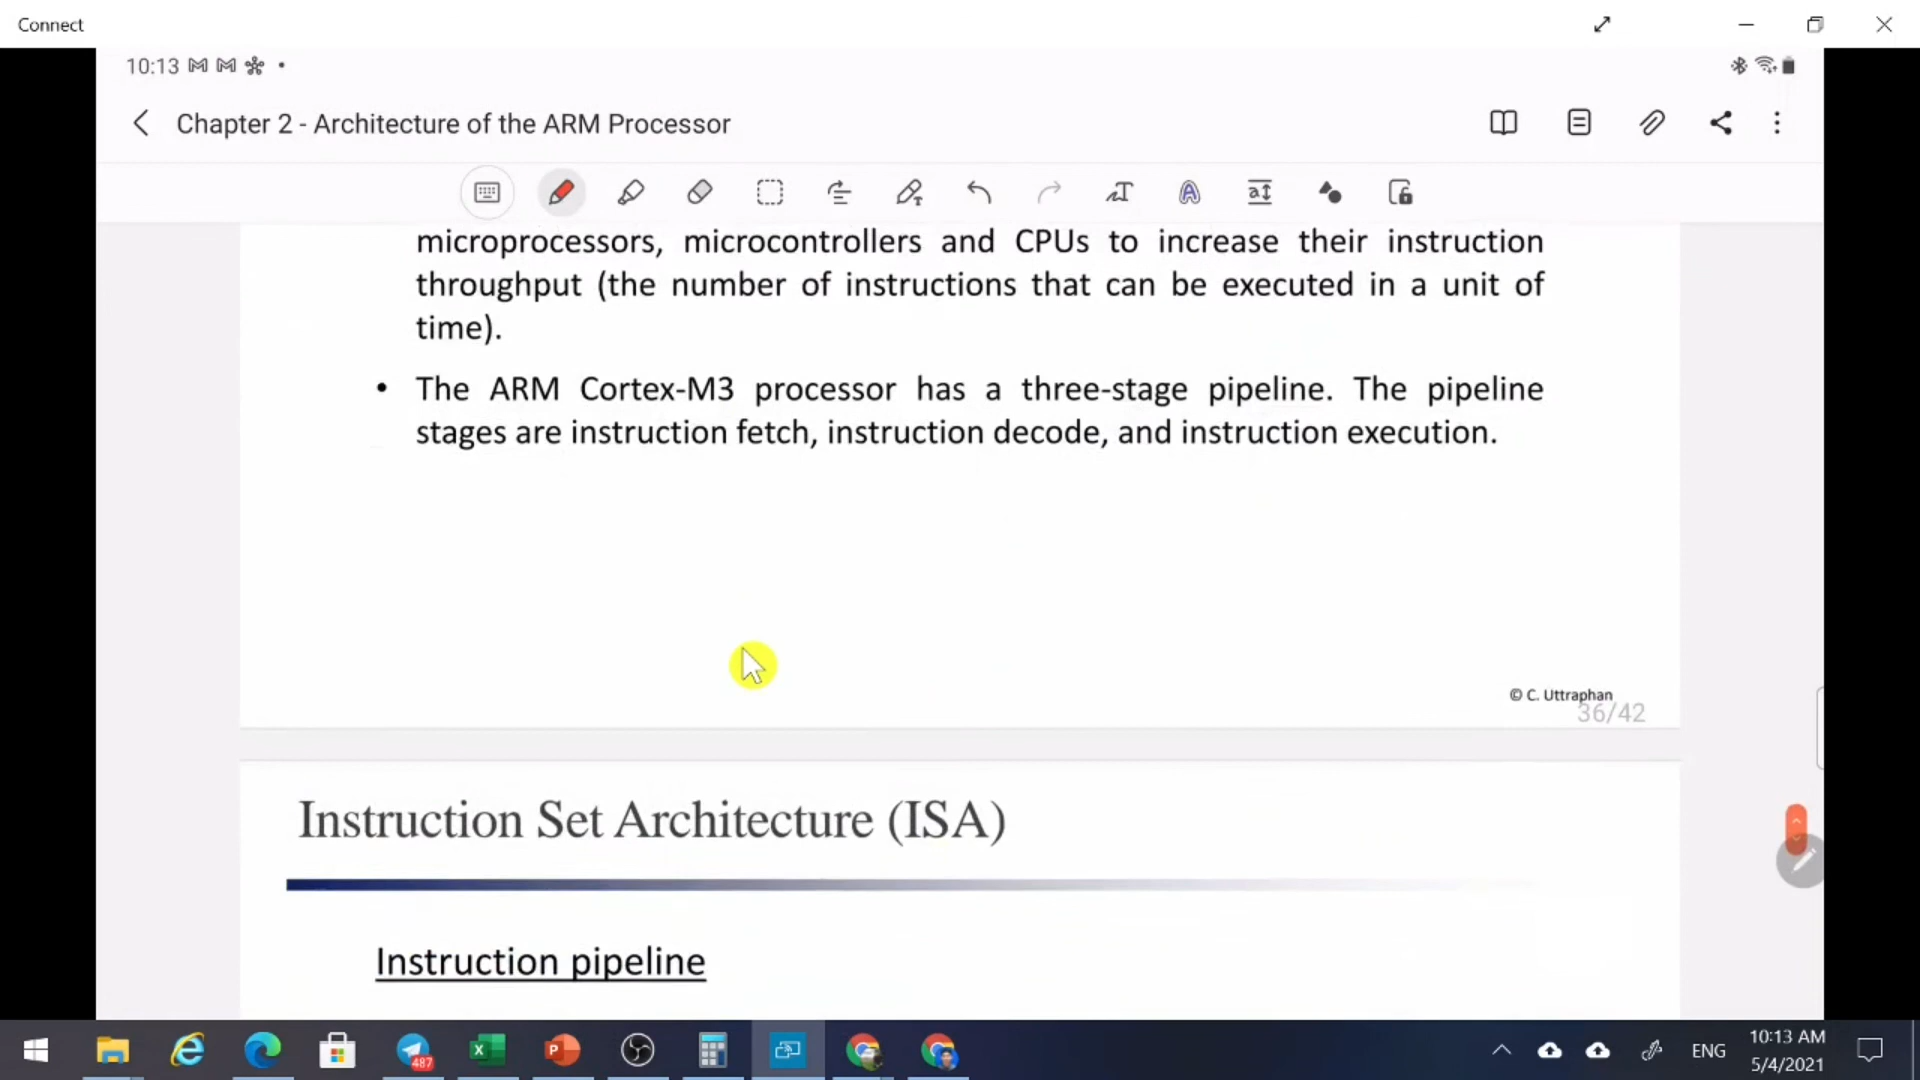 Connect
10:13
Chapter 2 - Architecture of the ARM Processor
microprocessors, microcontrollers and CPUs to increase their instruction
throughput (the number of instructions that can be executed in a unit of
time).
• The ARM Cortex-M3 processor has a three-stage pipeline. The pipeline
stages are instruction fetch, instruction decode, and instruction execution.
© C. Uttraphan
36/42
Instruction Set Architecture (ISA)
Instruction pipeline
487
ENG
10:13 AM
5/4/2021